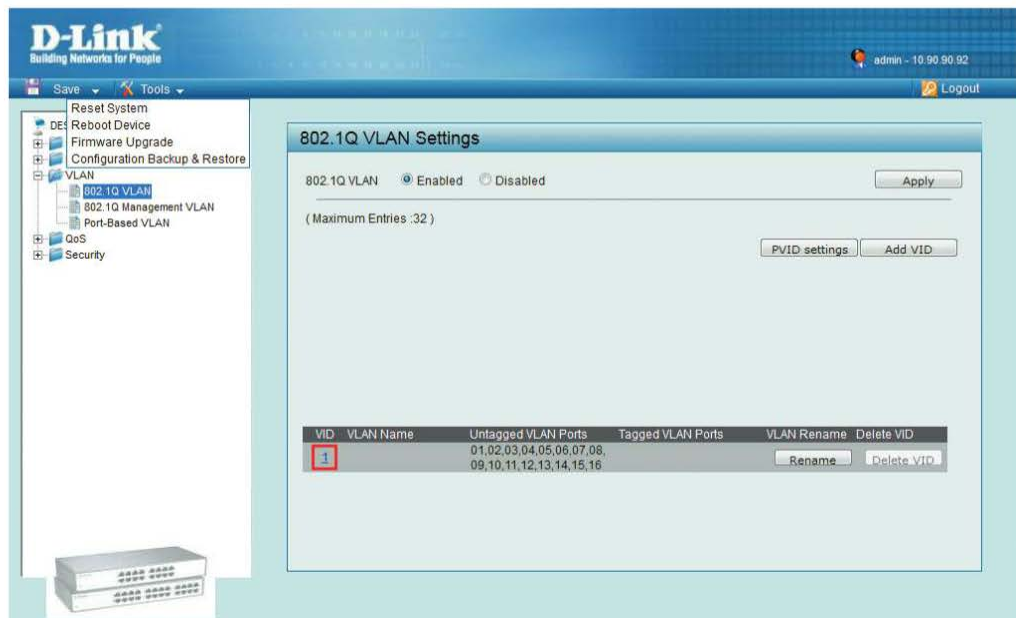 D-Link
Building Networks for People
admin - 10.90.90.92
Save Tools Logout
Reset System
Reboot Device
Firmware Upgrade
Configuration Backup & Restore
DES
VLAN
802.1Q VLAN
802.1Q Management VLAN
Port-Based VLAN
QoS
Security
802.1Q VLAN Settings
802.1Q VLAN Enabled Disabled Apply
( Maximum Entries :32 )
PVID settings Add VID
VID VLAN Name Untagged VLAN Ports Tagged VLAN Ports VLAN Rename Delete VID
1 01,02,03,04,05,06,07,08,
09,10,11,12,13,14,15,16 Rename Delete VID